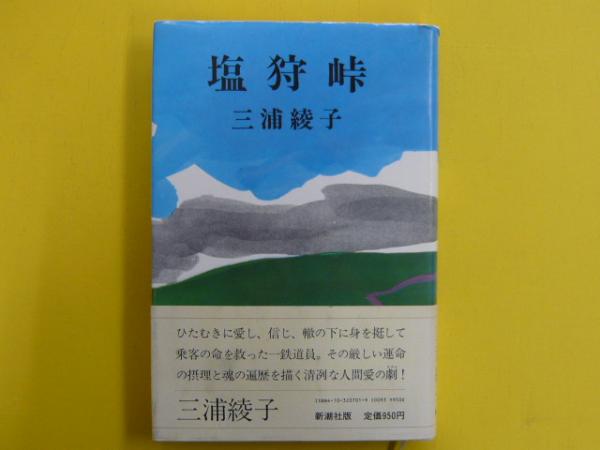 塩狩峠
三浦綾子
ひたむきに愛し、信じ、轍の下に身を挺して
乗客の命を救った一鉄道員。その厳しい運命
の摂理と魂の遍歴を描く清冽な人間愛の劇!
三浦綾子
新潮社版 定価950円